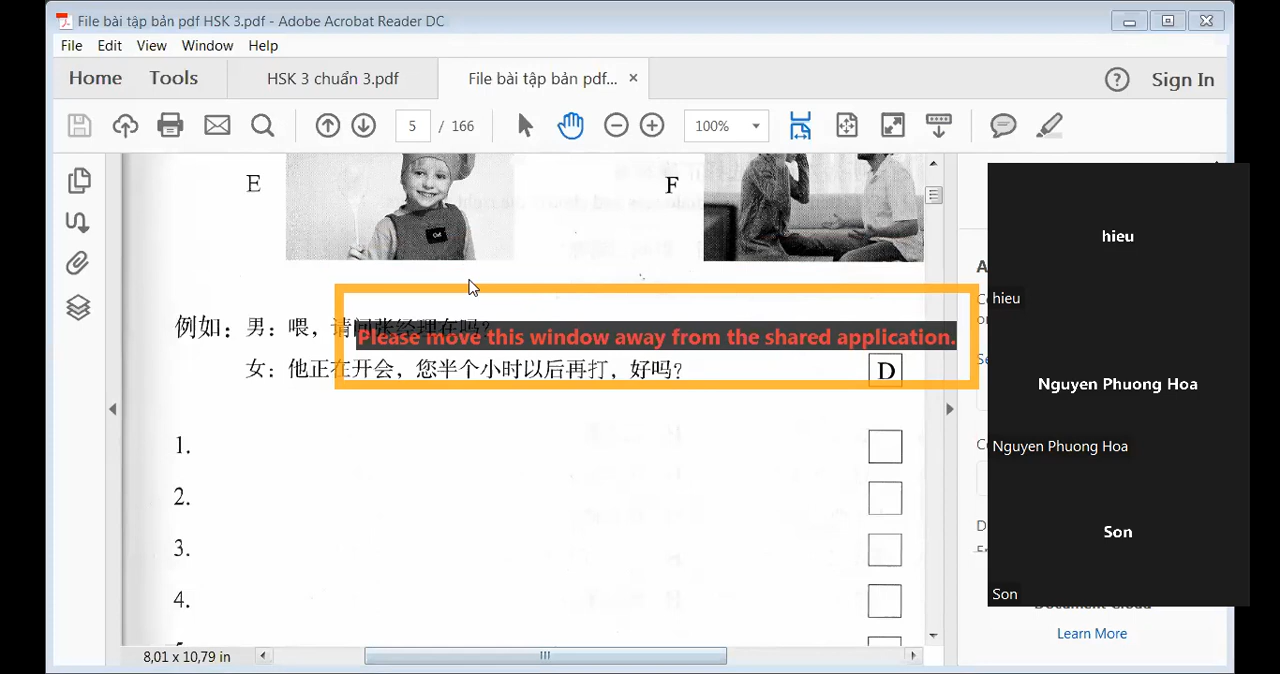 File bài tập bản pdf HSK 3.pdf - Adobe Acrobat Reader DC
File Edit View Window Help
Home Tools HSK 3 chuẩn 3.pdf File bài tập bản pdf... × Sign In
5 / 166 100%
E F
hieu
hieu
例如：男：喂，请问张经理在吗？
Please move this window away from the shared application.
女：他正在开会，您半个小时以后再打，好吗？ D
Nguyen Phuong Hoa
Nguyen Phuong Hoa
1.
2.
Son
3.
4.
Son
Learn More
8,01 x 10,79 in